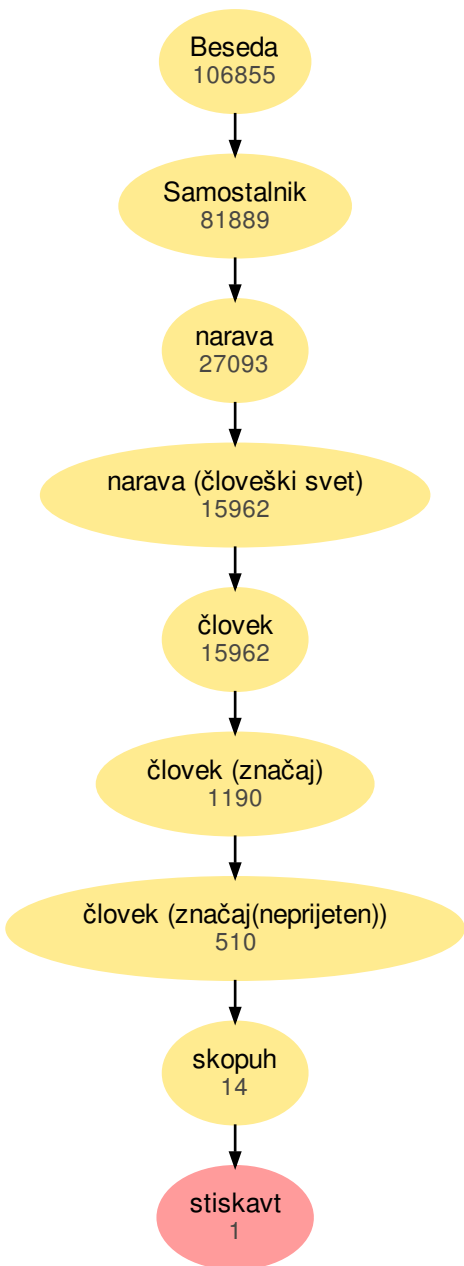 Beseda
106855
Samostalnik
81889
narava
27093
narava (človeški svet)
15962
človek
15962
človek (značaj)
1190
človek (značaj(neprijeten))
510
skopuh
14
stiskavt
1